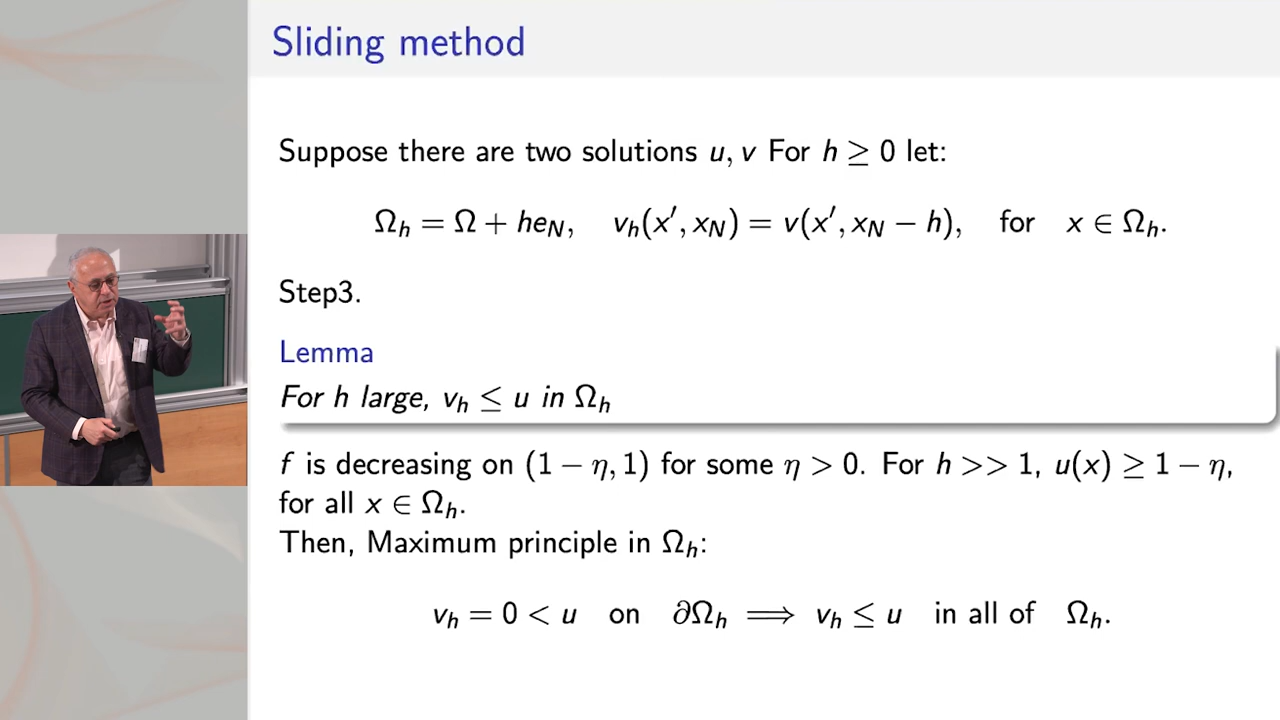 Sliding method
Suppose there are two solutions u, v For h ≥ 0 let:
Ω_h = Ω + he_N, v_h(x′, x_N) = v(x′, x_N − h), for x ∈ Ω_h.
Step3.
Lemma
For h large, v_h ≤ u in Ω_h
f is decreasing on (1 − η, 1) for some η > 0. For h >> 1, u(x) ≥ 1 − η,
for all x ∈ Ω_h.
Then, Maximum principle in Ω_h:
v_h = 0 < u on ∂Ω_h ⟹ v_h ≤ u in all of Ω_h.